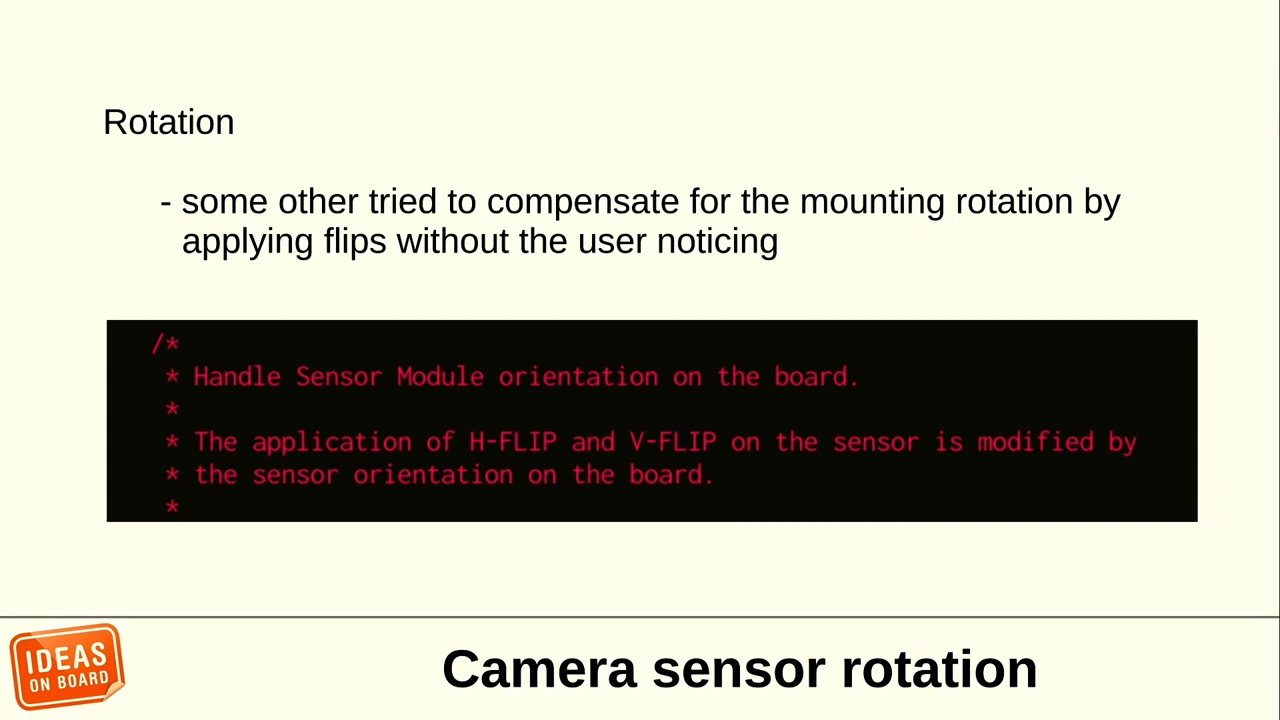 Rotation
- some other tried to compensate for the mounting rotation by
applying flips without the user noticing
/*
* Handle Sensor Module orientation on the board.
*
* The application of H-FLIP and V-FLIP on the sensor is modified by
* the sensor orientation on the board.
*
IDEAS
ON BOARD
Camera sensor rotation